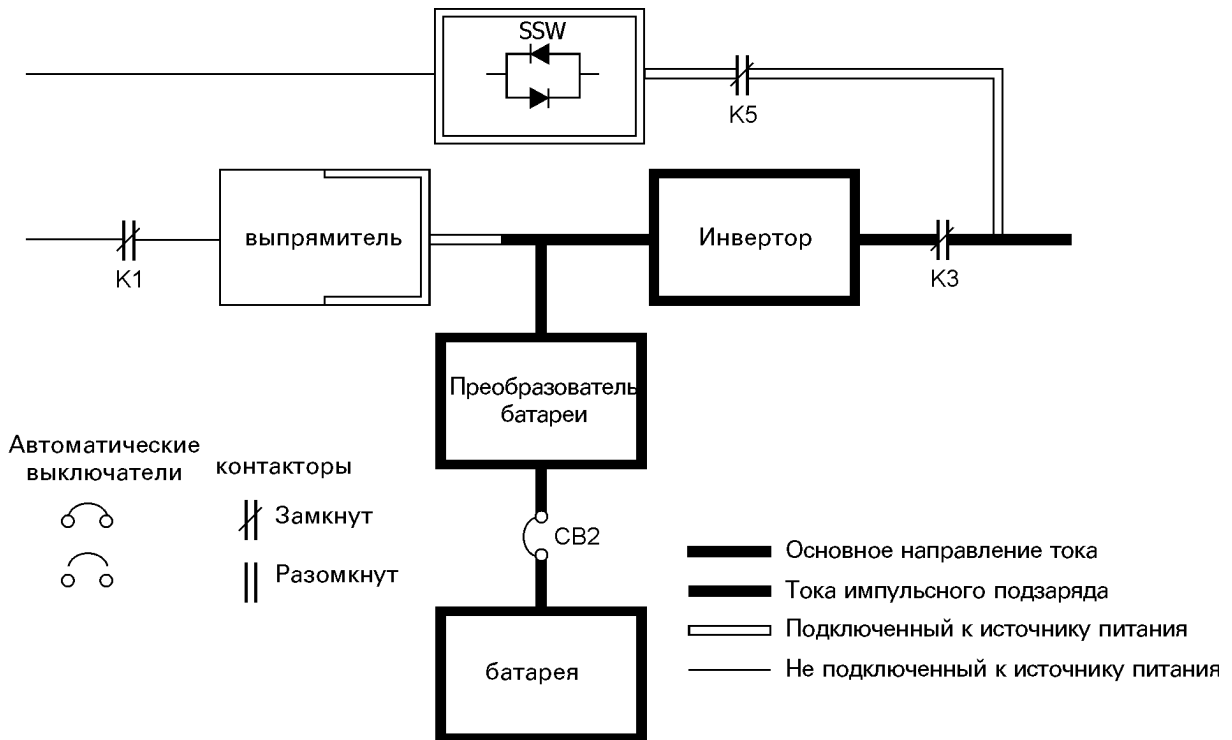 SSW
K5
выпрямитель
Инвертор
K1
K3
Преобразователь
батареи
Автоматические
выключатели
контакторы
Замкнут
Разомкнут
CB2
батарея
Основное направление тока
Тока импульсного подзаряда
Подключенный к источнику питания
Не подключенный к источнику питания